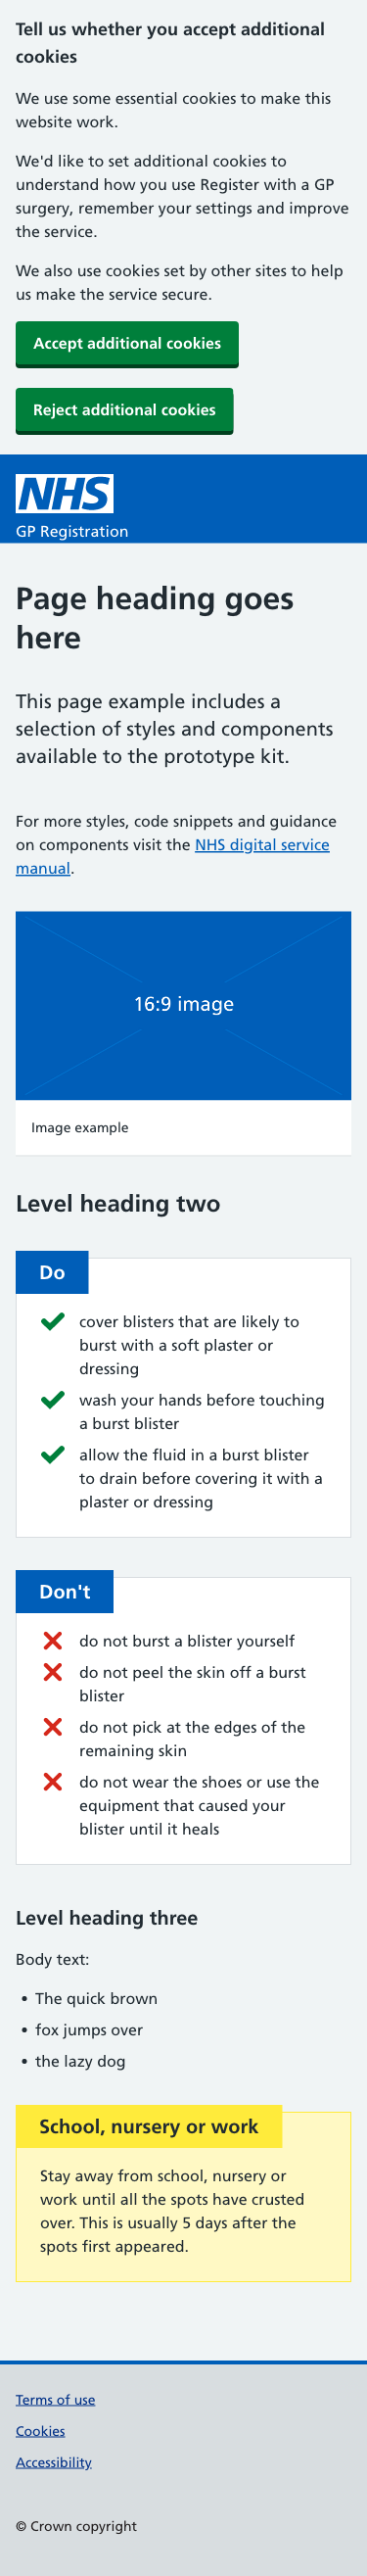 Tell us whether you accept additional
cookies
We use some essential cookies to make this
website work.
We'd like to set additional cookies to
understand how you use Register with a GP
surgery, remember your settings and improve
the service.
We also use cookies set by other sites to help
us make the service secure.
Accept additional cookies
Reject additional cookies
NHS
GP Registration
Page heading goes
here
This page example includes a
selection of styles and components
available to the prototype kit.
For more styles, code snippets and guidance
on components visit the NHS digital service
manual.
16:9 image
Image example
Level heading two
Do
cover blisters that are likely to
burst with a soft plaster or
dressing
wash your hands before touching
a burst blister
allow the fluid in a burst blister
to drain before covering it with a
plaster or dressing
Don't
do not burst a blister yourself
do not peel the skin off a burst
blister
do not pick at the edges of the
remaining skin
do not wear the shoes or use the
equipment that caused your
blister until it heals
Level heading three
Body text:
• The quick brown
• fox jumps over
• the lazy dog
School, nursery or work
Stay away from school, nursery or
work until all the spots have crusted
over. This is usually 5 days after the
spots first appeared.
Terms of use
Cookies
Accessibility
© Crown copyright